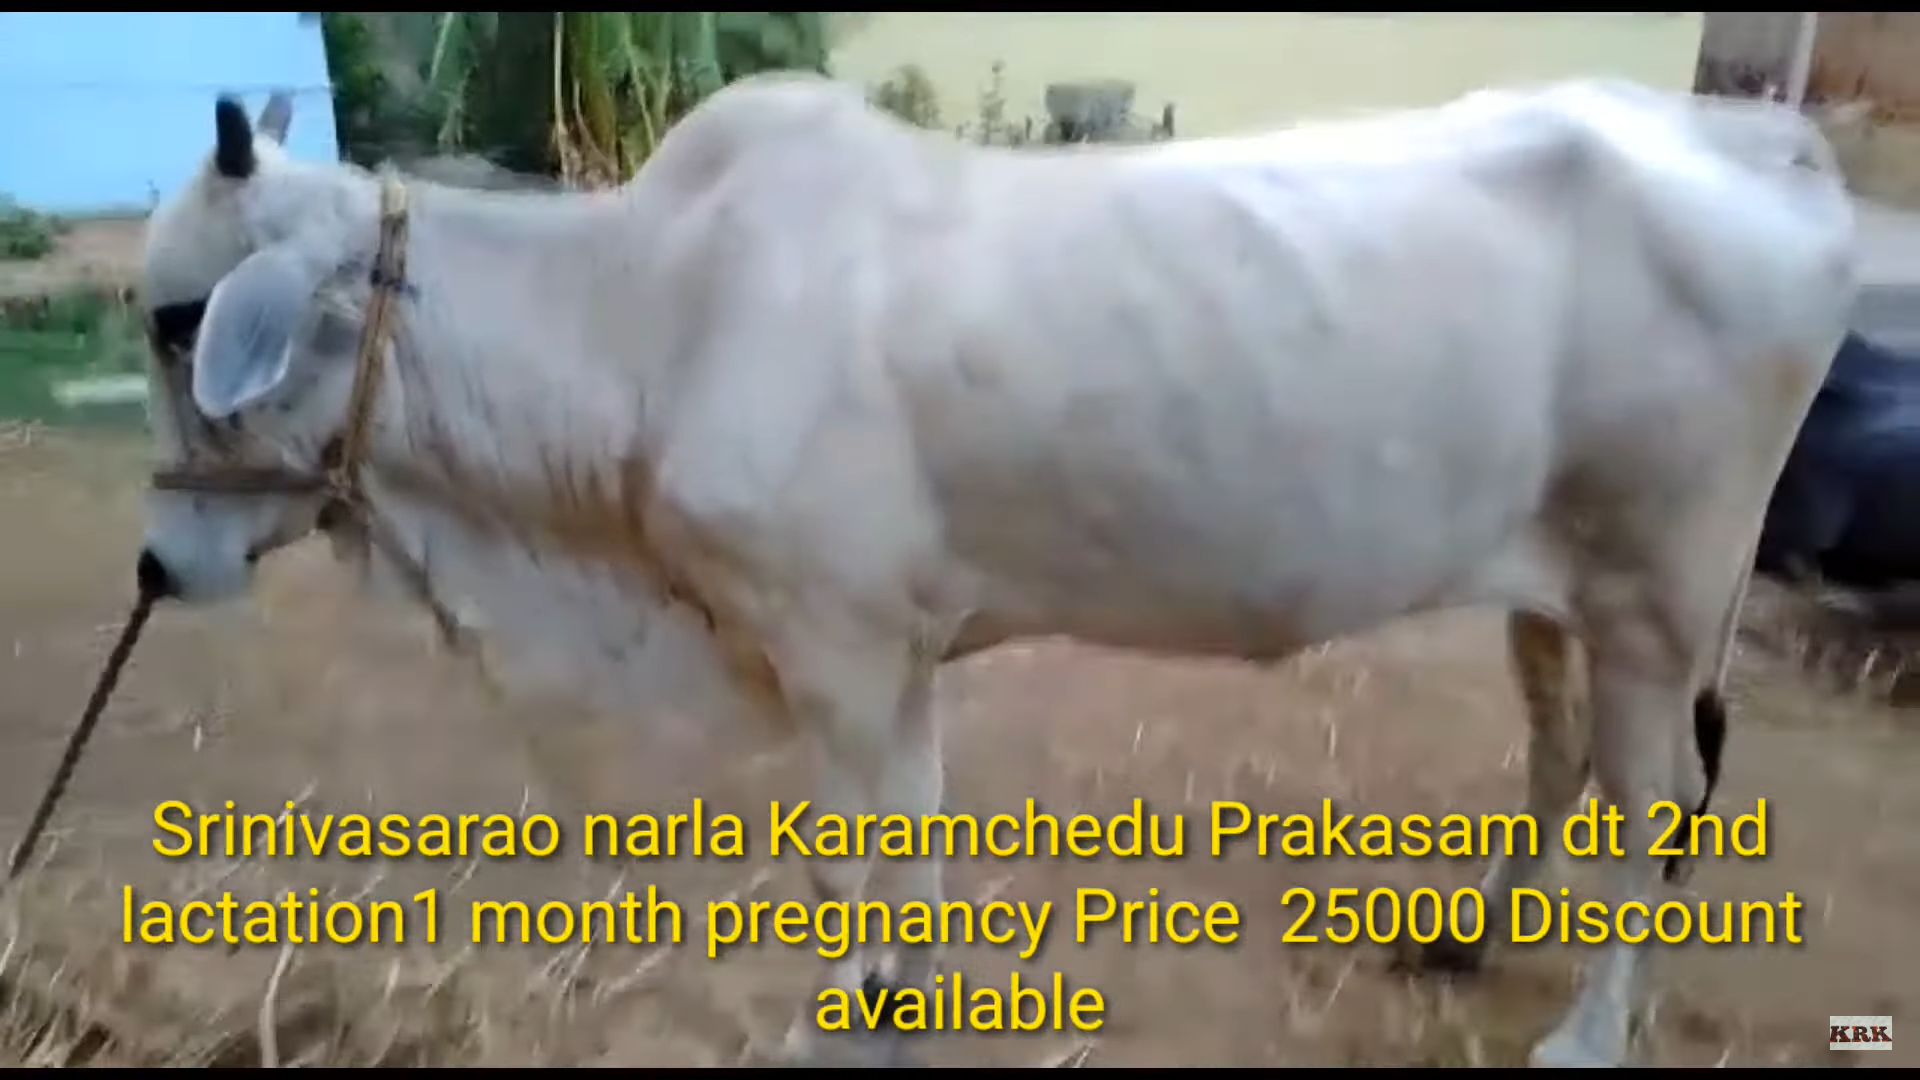 Srinivasarao narla Karamchedu Prakasam dt 2nd
lactation1 month pregnancy Price  25000 Discount
available
KRK